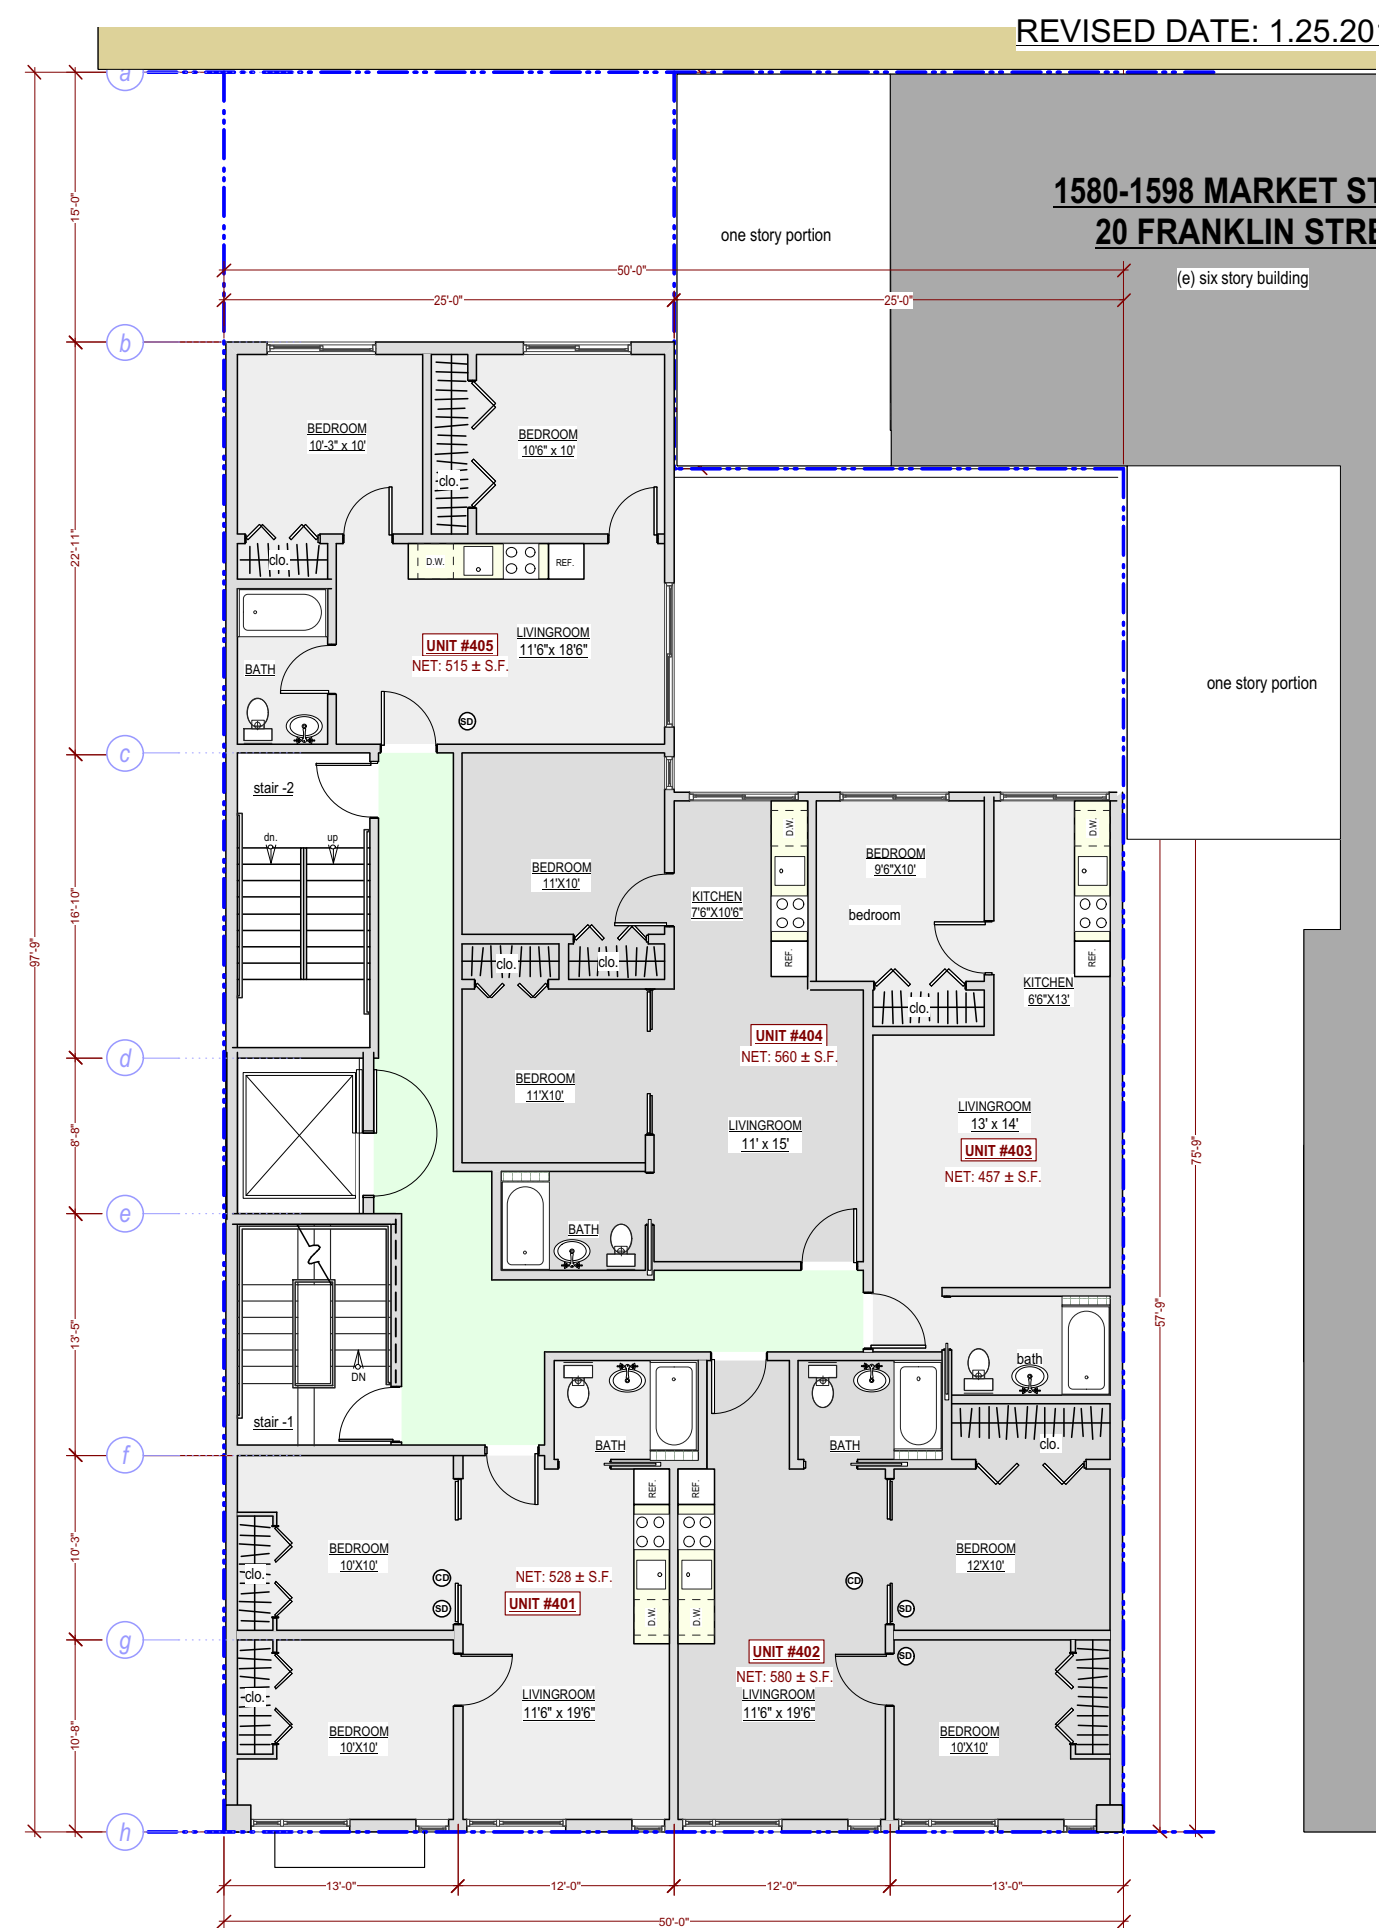 REVISED DATE: 1.25.201
a
1580-1598 MARKET ST
20 FRANKLIN STRE
(e) six story building
one story portion
15'-0"
50'-0"
25'-0"
25'-0"
b
BEDROOM
10'-3" x 10'
BEDROOM
10'6" x 10'
clo.
clo.
22'-11"
D.W.
REF.
UNIT #405
NET: 515 ± S.F.
LIVINGROOM
11'6"x 18'6"
BATH
SD
one story portion
c
stair -2
dn.
up
BEDROOM
11'X10'
KITCHEN
7'6"X10'6"
D.W.
REF.
BEDROOM
9'6"X10'
bedroom
D.W.
REF.
16'-10"
97'-9"
clo.
clo.
clo.
KITCHEN
6'6"X13'
d
UNIT #404
NET: 560 ± S.F.
BEDROOM
11'X10'
LIVINGROOM
11' x 15'
LIVINGROOM
13' x 14'
UNIT #403
NET: 457 ± S.F.
8'-8"
75'-9"
e
BATH
13'-5"
57'-9"
DN
stair -1
bath
f
BATH
BATH
clo.
REF.
REF.
10'-3"
BEDROOM
10'X10'
clo.
CD
SD
NET: 528 ± S.F.
UNIT #401
D.W.
D.W.
CD
BEDROOM
12'X10'
SD
g
SD
UNIT #402
NET: 580 ± S.F.
clo.
LIVINGROOM
11'6" x 19'6"
LIVINGROOM
11'6" x 19'6"
BEDROOM
10'X10'
BEDROOM
10'X10'
10'-8"
h
13'-0"
12'-0"
12'-0"
13'-0"
50'-0"